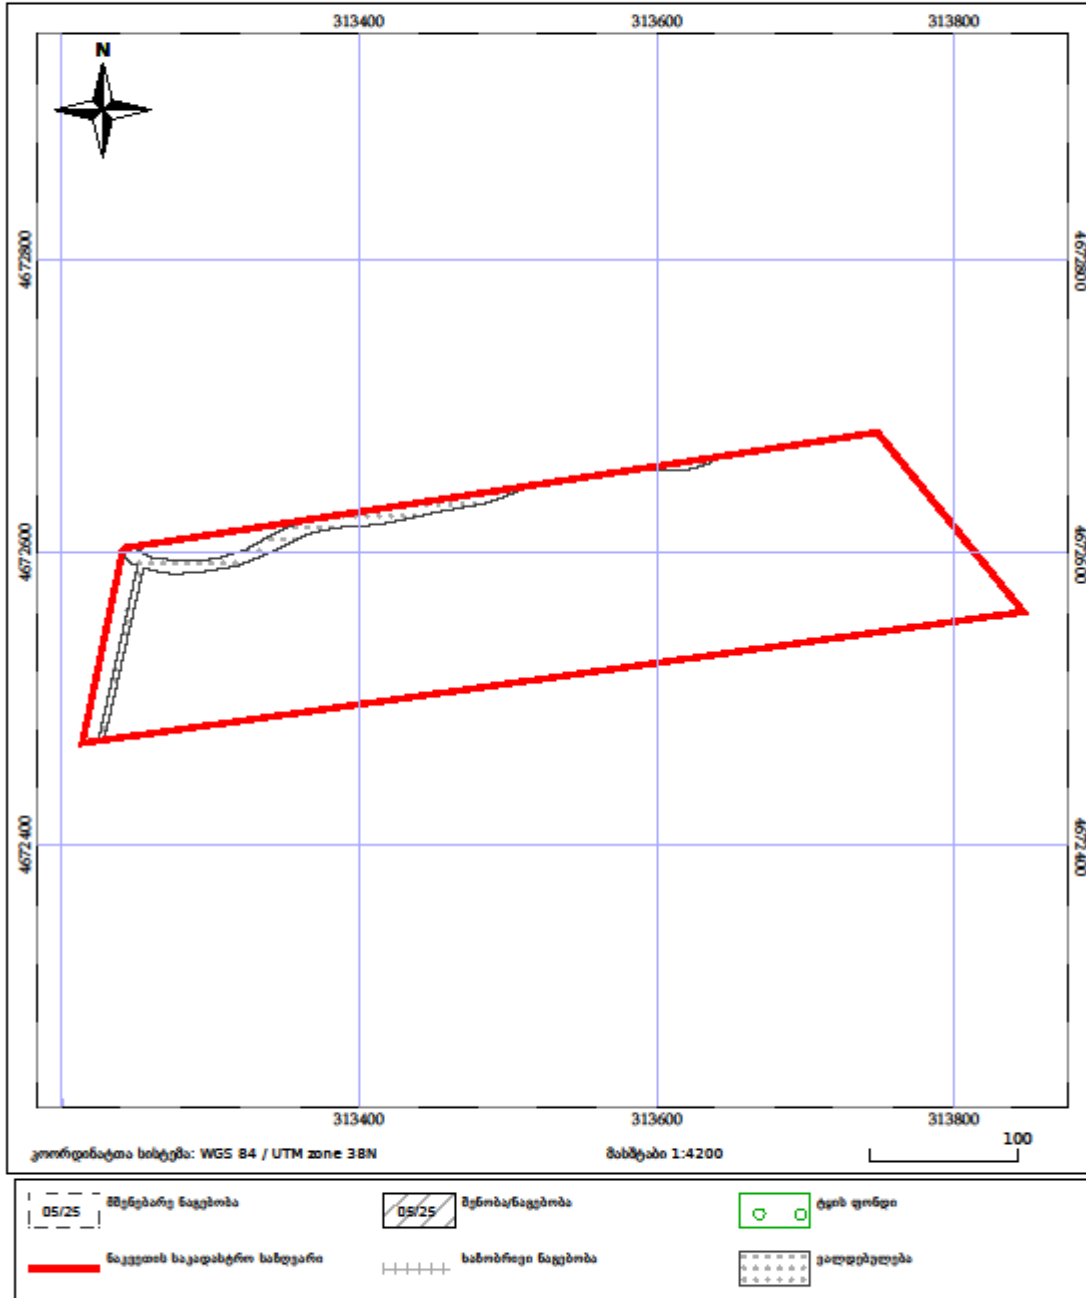 313400 313600 313800
N
4672800 4672800
4672600 4672600
4672400 4672400
313400 313600 313800
კოორდინატთა სისტემა: WGS 84 / UTM zone 38N მასშტაბი 1:4200 100
05/25 მშენებარე ნაგებობა 05/25 შენობა/ნაგებობა ტყის ფონდი
ნაკვეთის საკადასტრო საზღვარი ხაზობრივი ნაგებობა ვალდებულება